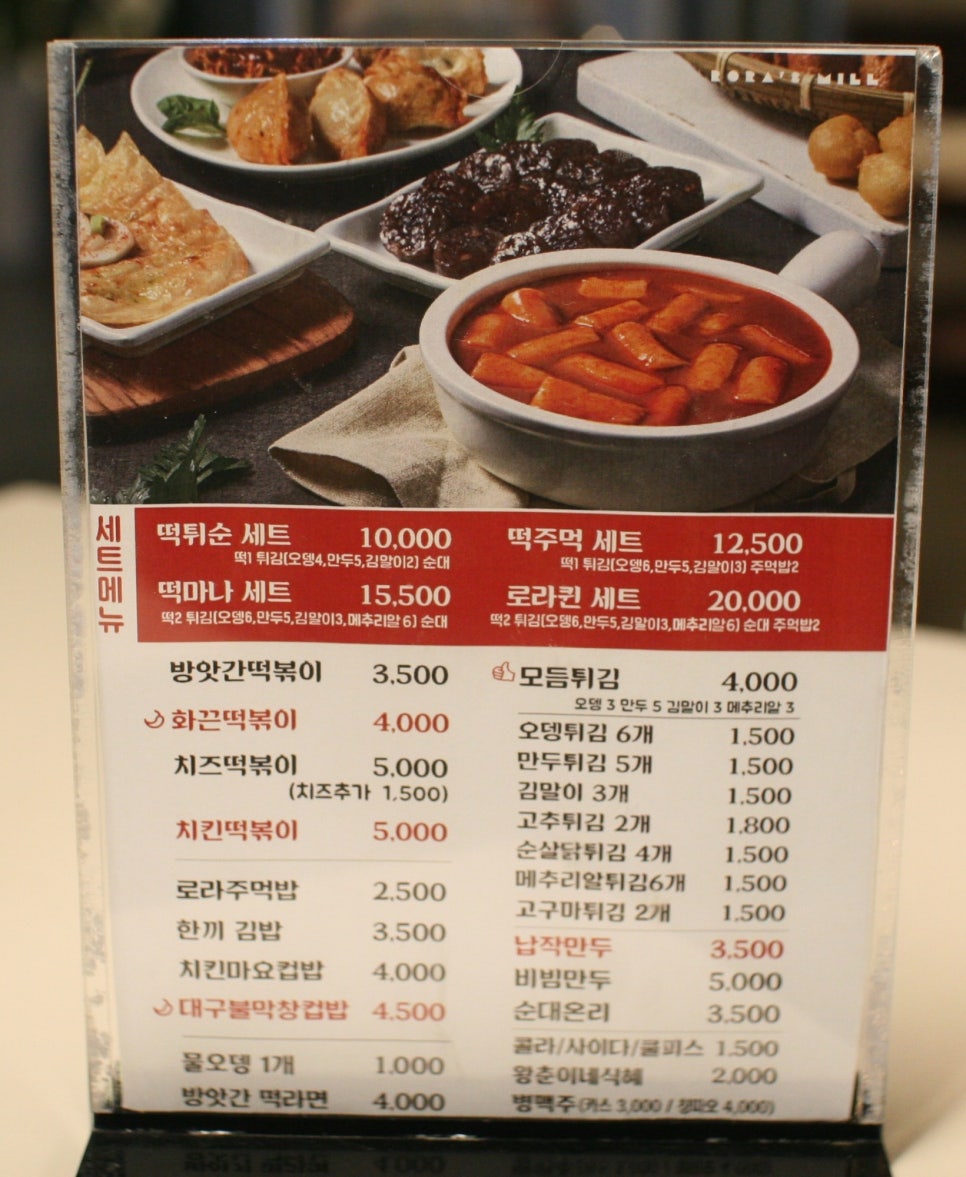 RORA'S MILL
세트메뉴
떡튀순 세트 10,000
떡1 튀김(오뎅4,만두5,김말이2) 순대
떡마나 세트 15,500
떡2 튀김(오뎅6,만두5,김말이3,메추리알 6) 순대
떡주먹 세트 12,500
떡1 튀김(오뎅6,만두5,김말이3) 주먹밥2
로라퀸 세트 20,000
떡2 튀김(오뎅6,만두5,김말이3,메추리알6) 순대 주먹밥2
방앗간떡볶이 3,500
화끈떡볶이 4,000
치즈떡볶이 5,000
(치즈추가 1,500)
치킨떡볶이 5,000
로라주먹밥 2,500
한끼 김밥 3,500
치킨마요컵밥 4,000
대구불막창컵밥 4,500
물오뎅 1개 1,000
방앗간 떡라면 4,000
모듬튀김 4,000
오뎅 3 만두 5 김말이 3 메추리알 3
오뎅튀김 6개 1,500
만두튀김 5개 1,500
김말이 3개 1,500
고추튀김 2개 1,800
순살닭튀김 4개 1,500
메추리알튀김6개 1,500
고구마튀김 2개 1,500
납작만두 3,500
비빔만두 5,000
순대온리 3,500
콜라/사이다/쿨피스 1,500
왕춘이네식혜 2,000
병맥주(카스 3,000 / 칭따오 4,000)